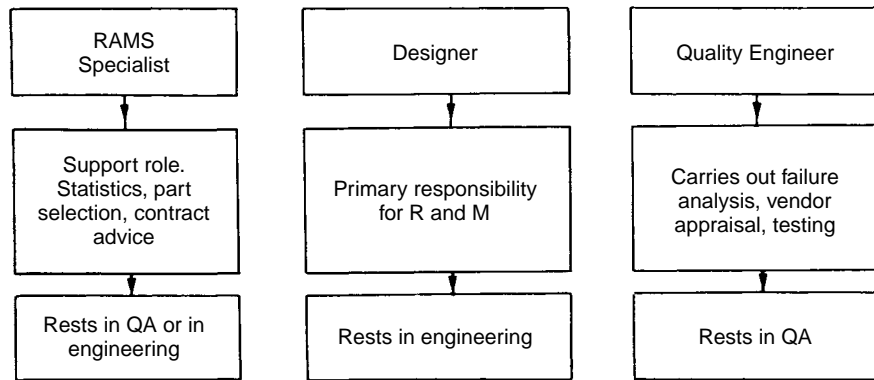 RAMS
Specialist
Support role.
Statistics, part
selection, contract
advice
Rests in QA or in
engineering
Designer
Primary responsibility
for R and M
Rests in engineering
Quality Engineer
Carries out failure
analysis, vendor
appraisal, testing
Rests in QA